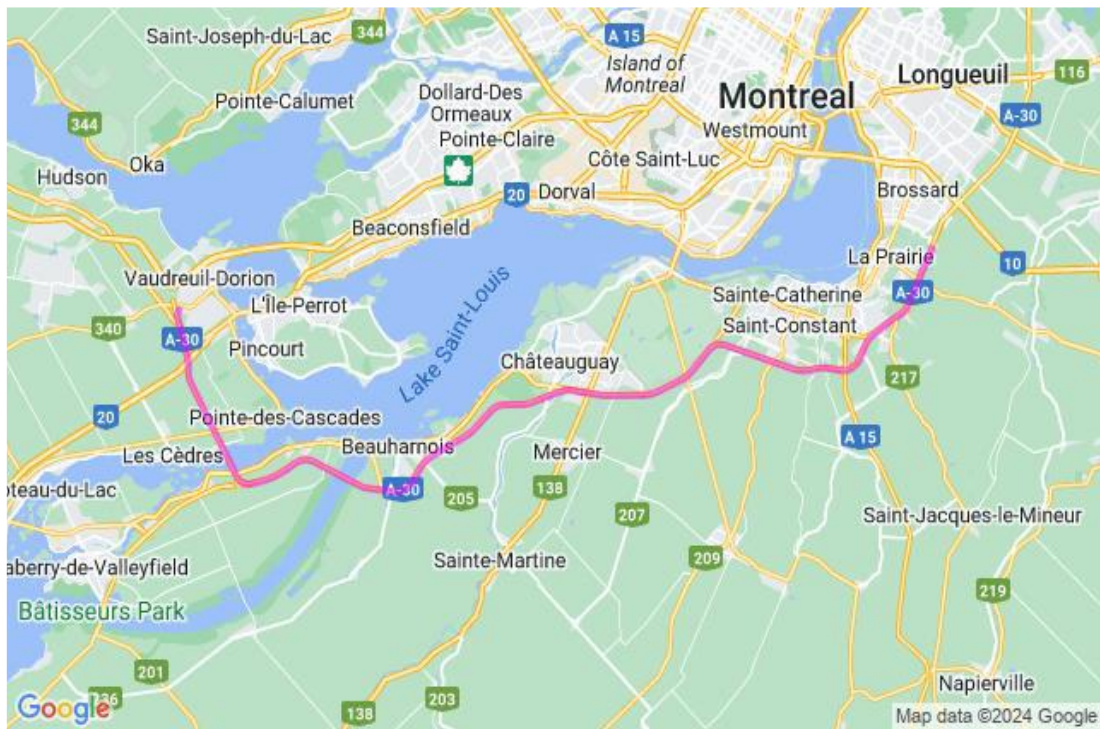 344
Saint-Joseph-du-Lac
A 15
Island of
Montreal
Longueuil
116
Pointe-Calumet
Dollard-Des
Ormeaux
Montreal
A-30
344
Pointe-Claire
Westmount
Oka
Côte Saint-Luc
Hudson
20
Dorval
Brossard
Beaconsfield
La Prairie
10
Vaudreuil-Dorion
Lake Saint-Louis
Sainte-Catherine
A-30
L'Île-Perrot
340
A-30
Saint-Constant
Pincourt
Châteauguay
217
20
Pointe-des-Cascades
A 15
Beauharnois
Mercier
Les Cèdres
A-30
205
138
oteau-du-Lac
207
Saint-Jacques-le-Mineur
Sainte-Martine
209
aberry-de-Valleyfield
219
Bâtisseurs Park
201
Napierville
236
203
Google
138
Map data ©2024 Google